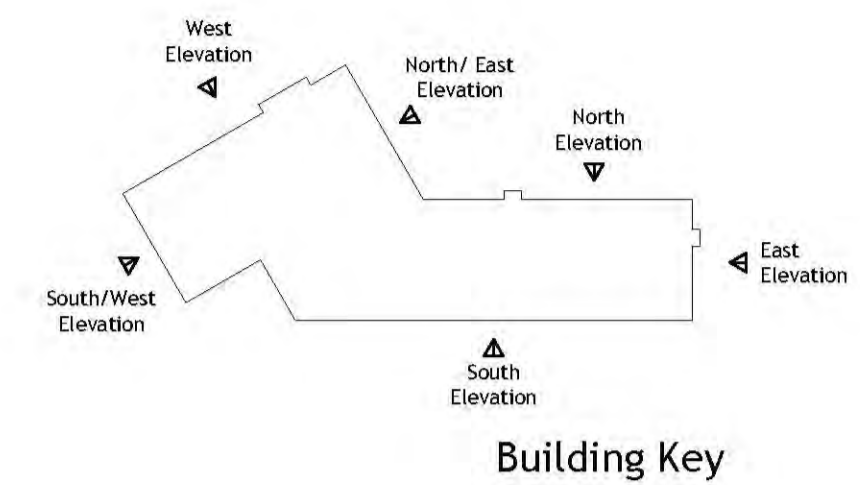 West
Elevation
North/ East
Elevation
North
Elevation
East
Elevation
South/West
Elevation
South
Elevation
Building Key